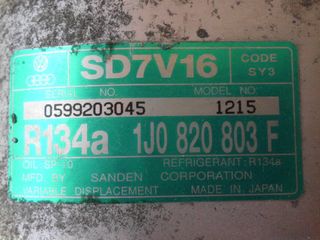 SD7V16
CODE
SY3
SERIAL NO.
MODEL NO.
0599203045
1215
R134a 1J0 820 803 F
OIL: SP-10
REFRIGERANT: R134a
MFD. BY SANDEN CORPORATION
VARIABLE DISPLACEMENT
MADE IN JAPAN